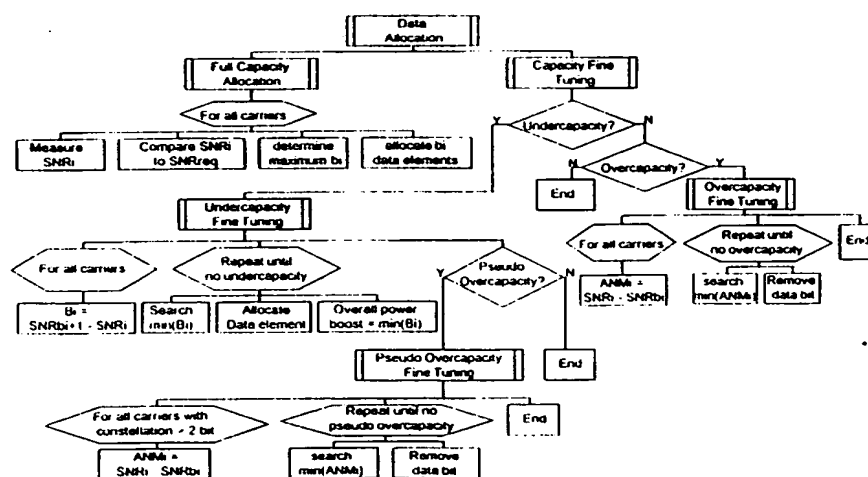 Data
Allocation
Full Capacity
Allocation
Capacity Fine
Tuning
For all carriers
Y
Undercapacity?
N
Measure
SNRi
Compare SNRi
to SNRreq
determine
maximum bi
allocate bi
data elements
N
Overcapacity?
Y
End
Overcapacity
Fine Tuning
Undercapacity
Fine Tuning
For all carriers
Repeat until
no overcapacity
End
For all carriers
Repeat until
no undercapacity
Y
Pseudo
Overcapacity?
N
ANMi =
SNRi - SNRbi
search
min(ANMi)
Remove
data bit
Bi =
SNRbi+1 - SNRi
Search
min(Bi)
Allocate
Data element
Overall power
boost = min(Bi)
Pseudo Overcapacity
Fine Tuning
End
For all carriers with
constellation > 2 bit
Repeat until no
pseudo overcapacity
End
ANMi =
SNRi SNRbi
search
min(ANMi)
Remove
data bit